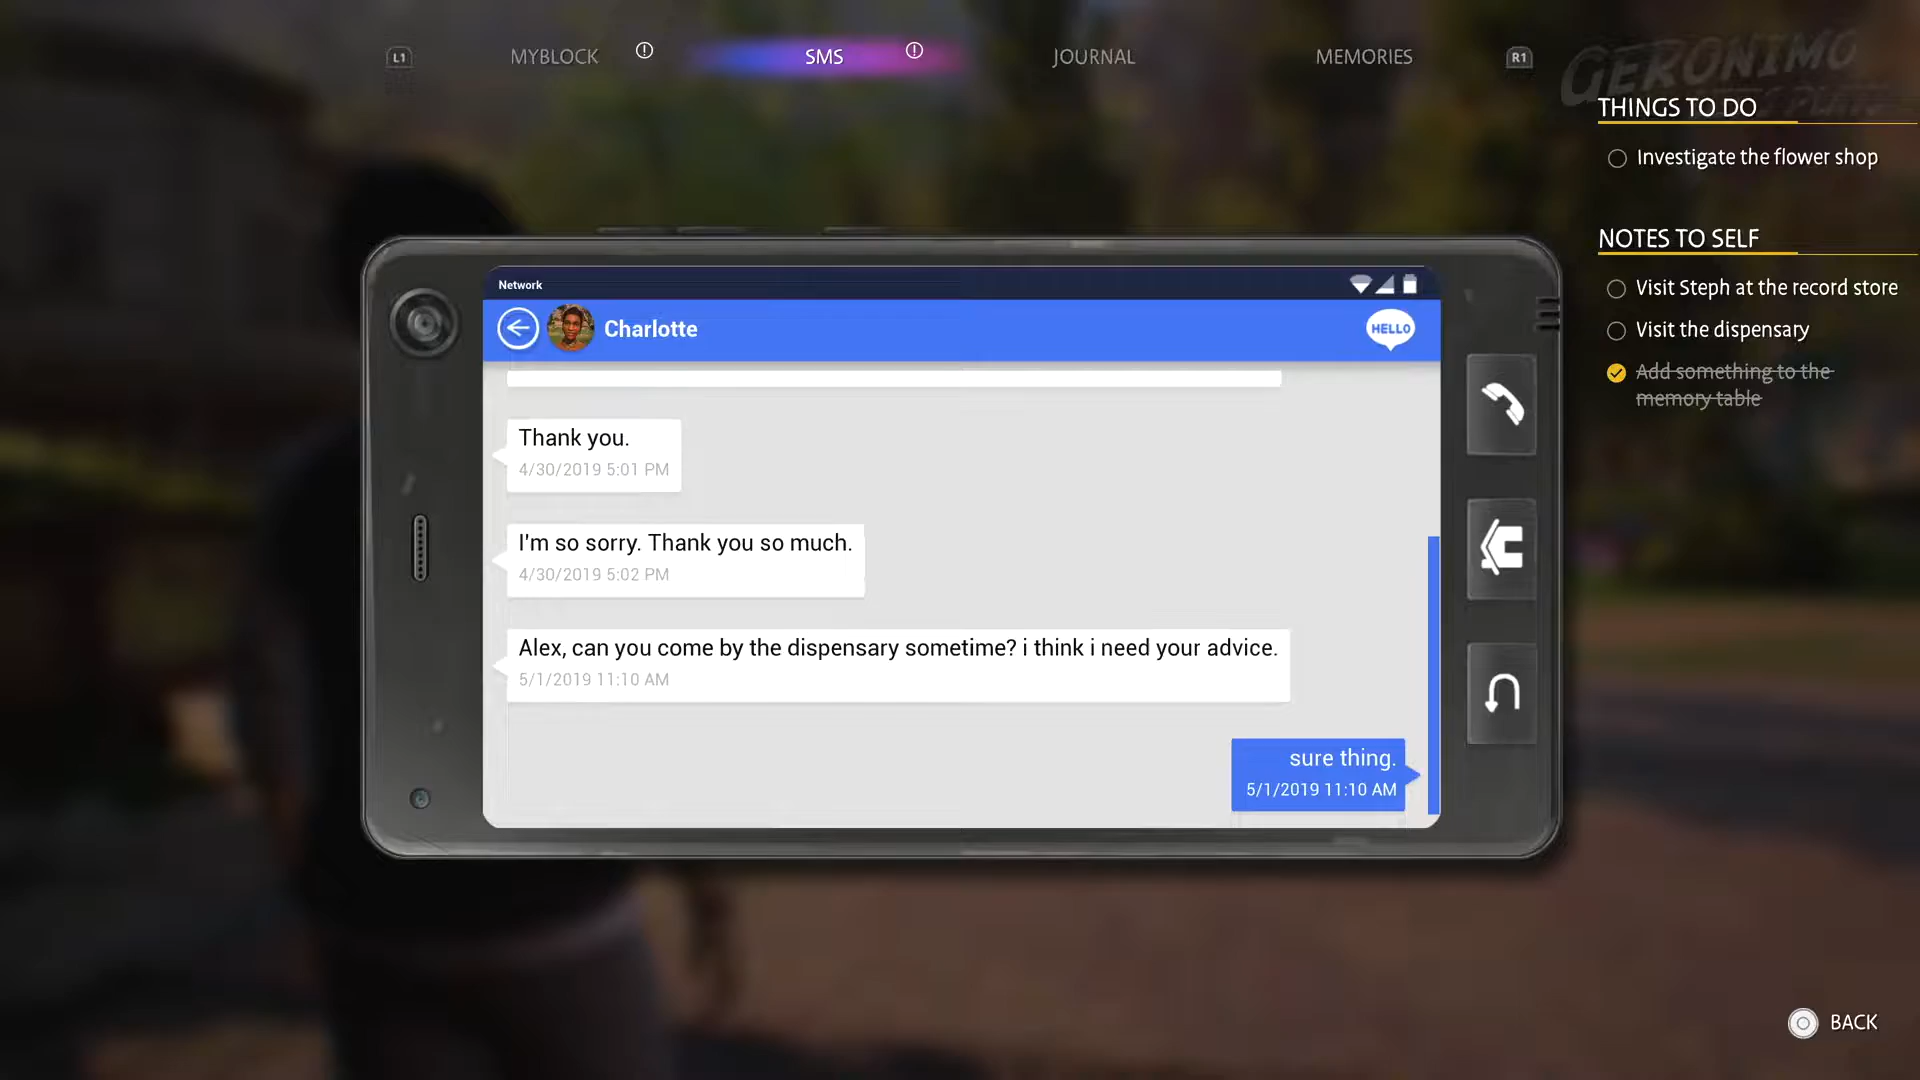 L1
MYBLOCK
SMS
JOURNAL
MEMORIES
R1
GERONIMO
THINGS TO DO
Investigate the flower shop
NOTES TO SELF
Visit Steph at the record store
Visit the dispensary
Add something to the
memory table
Network
Charlotte
HELLO
Thank you.
4/30/2019 5:01 PM
I'm so sorry. Thank you so much.
4/30/2019 5:02 PM
Alex, can you come by the dispensary sometime? i think i need your advice.
5/1/2019 11:10 AM
sure thing.
5/1/2019 11:10 AM
BACK